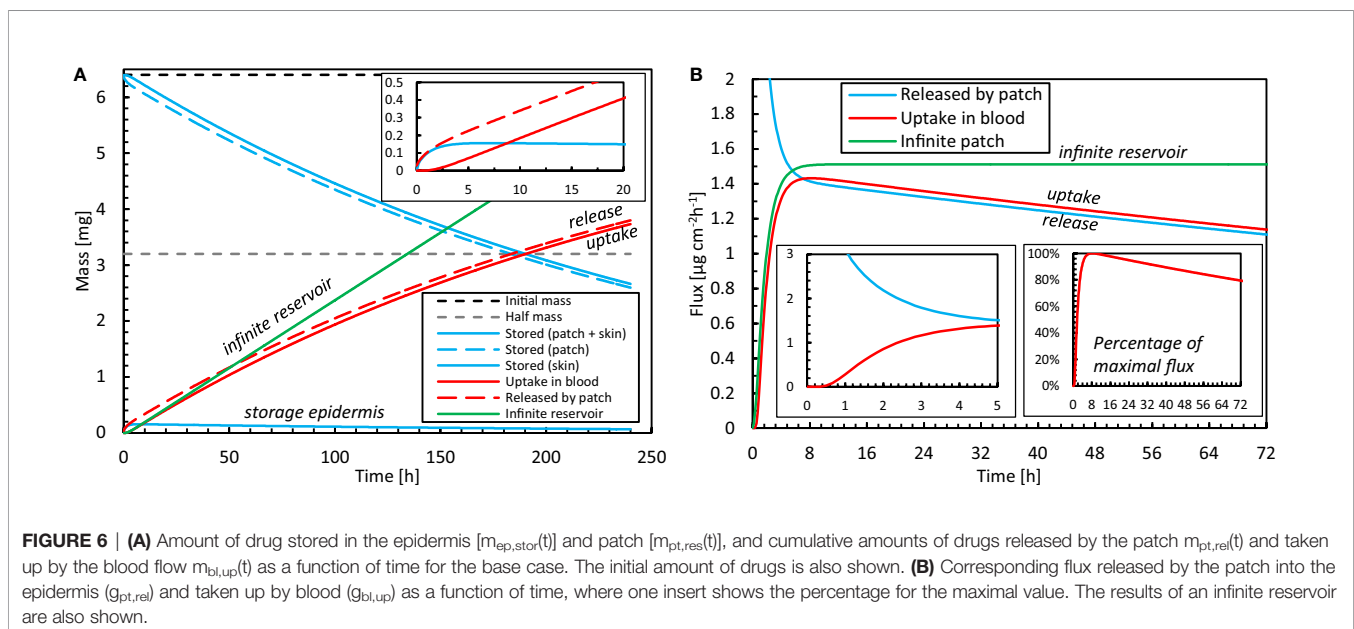 A
Mass [mg]
6
5
4
3
2
1
0
0 50 100 150 200 250
Time [h]
0.5
0.4
0.3
0.2
0.1
0
0 5 10 15 20
release
uptake
infinite reservoir
storage epidermis
Initial mass
Half mass
Stored (patch + skin)
Stored (patch)
Stored (skin)
Uptake in blood
Released by patch
Infinite reservoir
B
Flux [µg cm-2h-1]
2
1.8
1.6
1.4
1.2
1
0.8
0.6
0.4
0.2
0
0 8 16 24 32 40 48 56 64 72
Time [h]
Released by patch
Uptake in blood
Infinite patch
infinite reservoir
uptake
release
3
2
1
0
0 1 2 3 4 5
100%
80%
60%
40%
20%
0%
Percentage of
maximal flux
0 8 16 24 32 40 48 56 64 72
FIGURE 6 | (A) Amount of drug stored in the epidermis [mep,stor(t)] and patch [mpt,res(t)], and cumulative amounts of drugs released by the patch mpt,rel(t) and taken
up by the blood flow mbl,up(t) as a function of time for the base case. The initial amount of drugs is also shown. (B) Corresponding flux released by the patch into the
epidermis (gpt,rel) and taken up by blood (gbl,up) as a function of time, where one insert shows the percentage for the maximal value. The results of an infinite reservoir
are also shown.